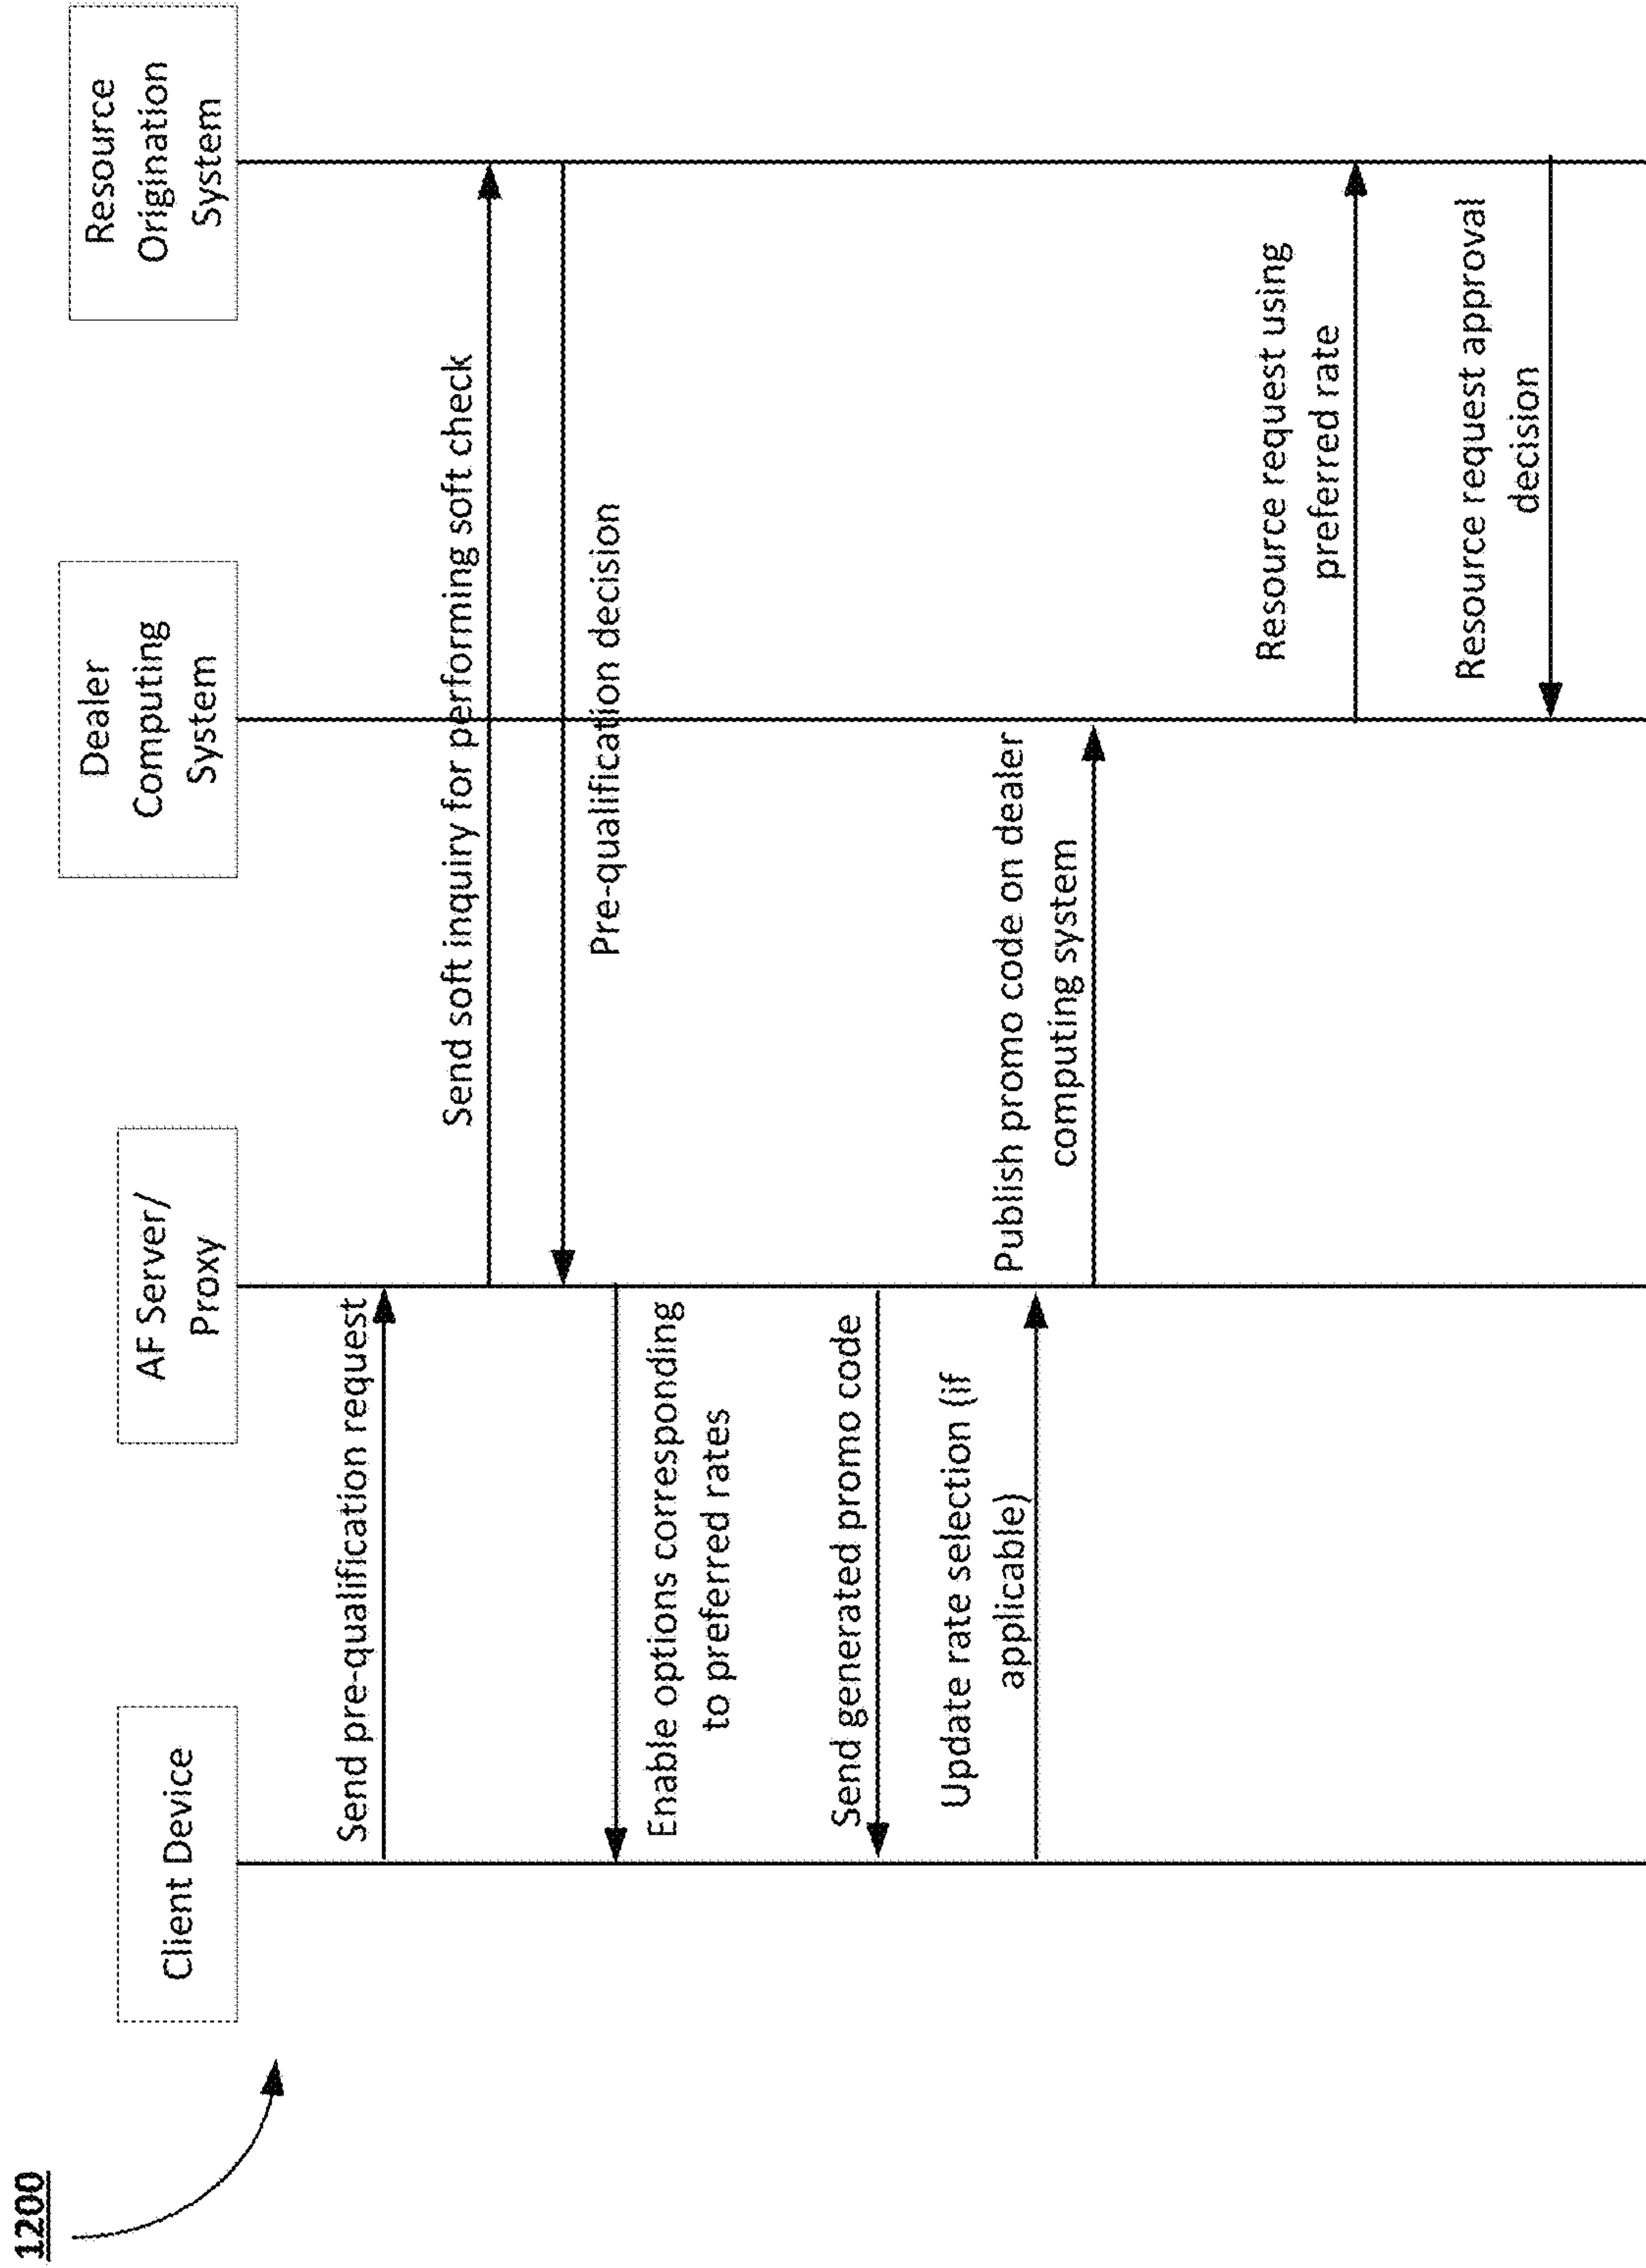 1200
Client Device
AF Server/
Proxy
Dealer
Computing
System
Resource
Origination
System
Send pre-qualification request
Send soft inquiry for performing soft check
Pre-qualification decision
Enable options corresponding
to preferred rates
Send generated promo code
Update rate selection (if
applicable)
Publish promo code on dealer
computing system
Resource request using
preferred rate
Resource request approval
decision